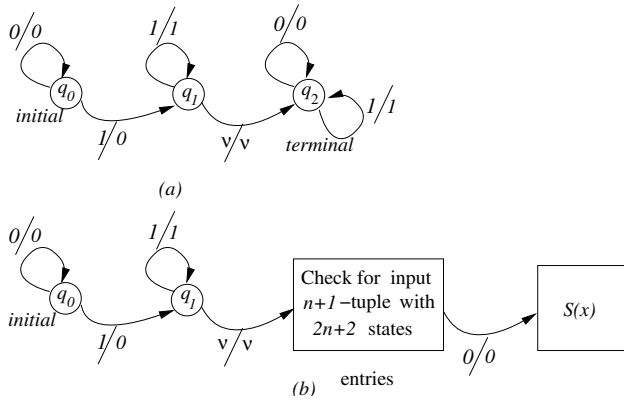 0/0 1/1 0/0
q0 q1 q2
initial 1/1
1/0 ν/ν terminal
(a)
0/0 1/1
q0 q1 Check for input
n+1−tuple with
2n+2 states
S(x)
initial
1/0 ν/ν 0/0
(b) entries